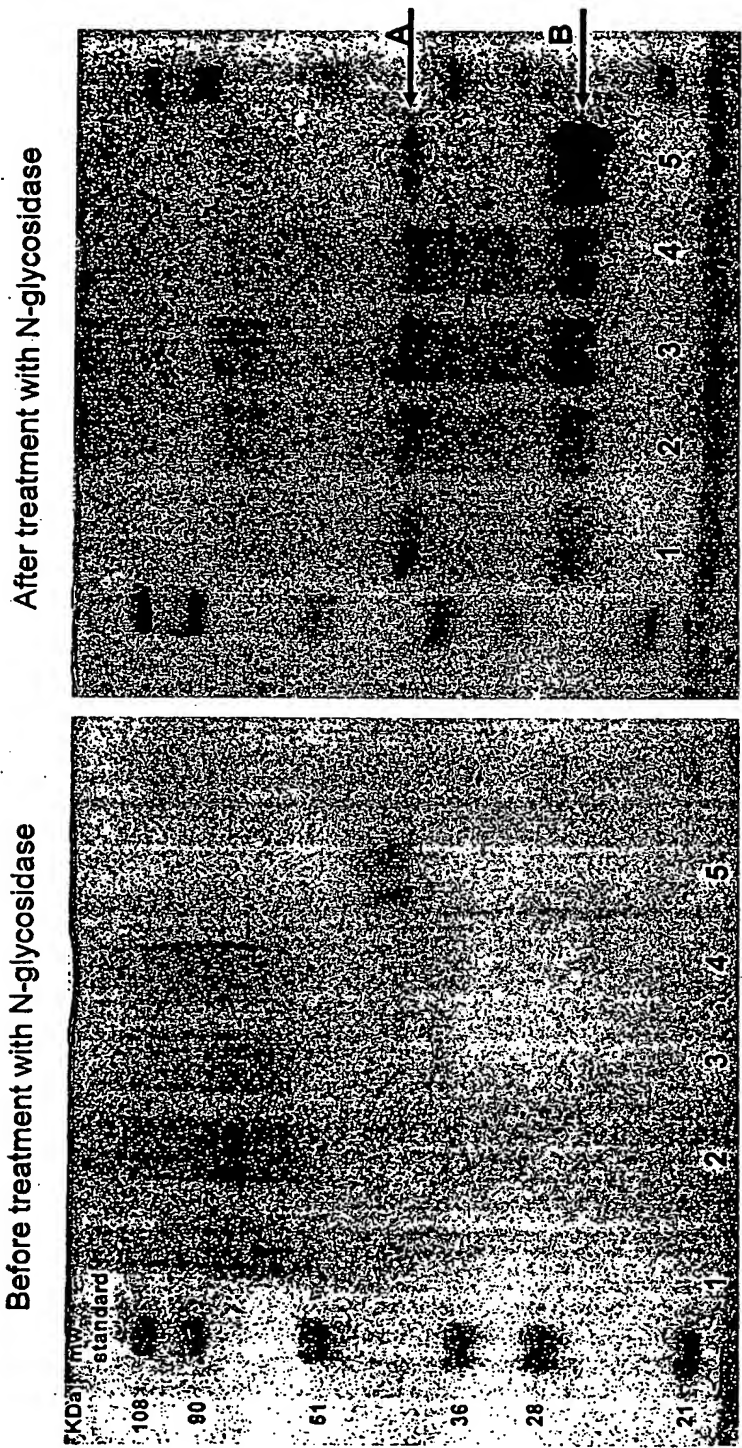 Before treatment with N-glycosidase
KDa mw
standard
108
90
51
36
28
21
1 2 3 4 5
After treatment with N-glycosidase
A
B
1 2 3 4 5